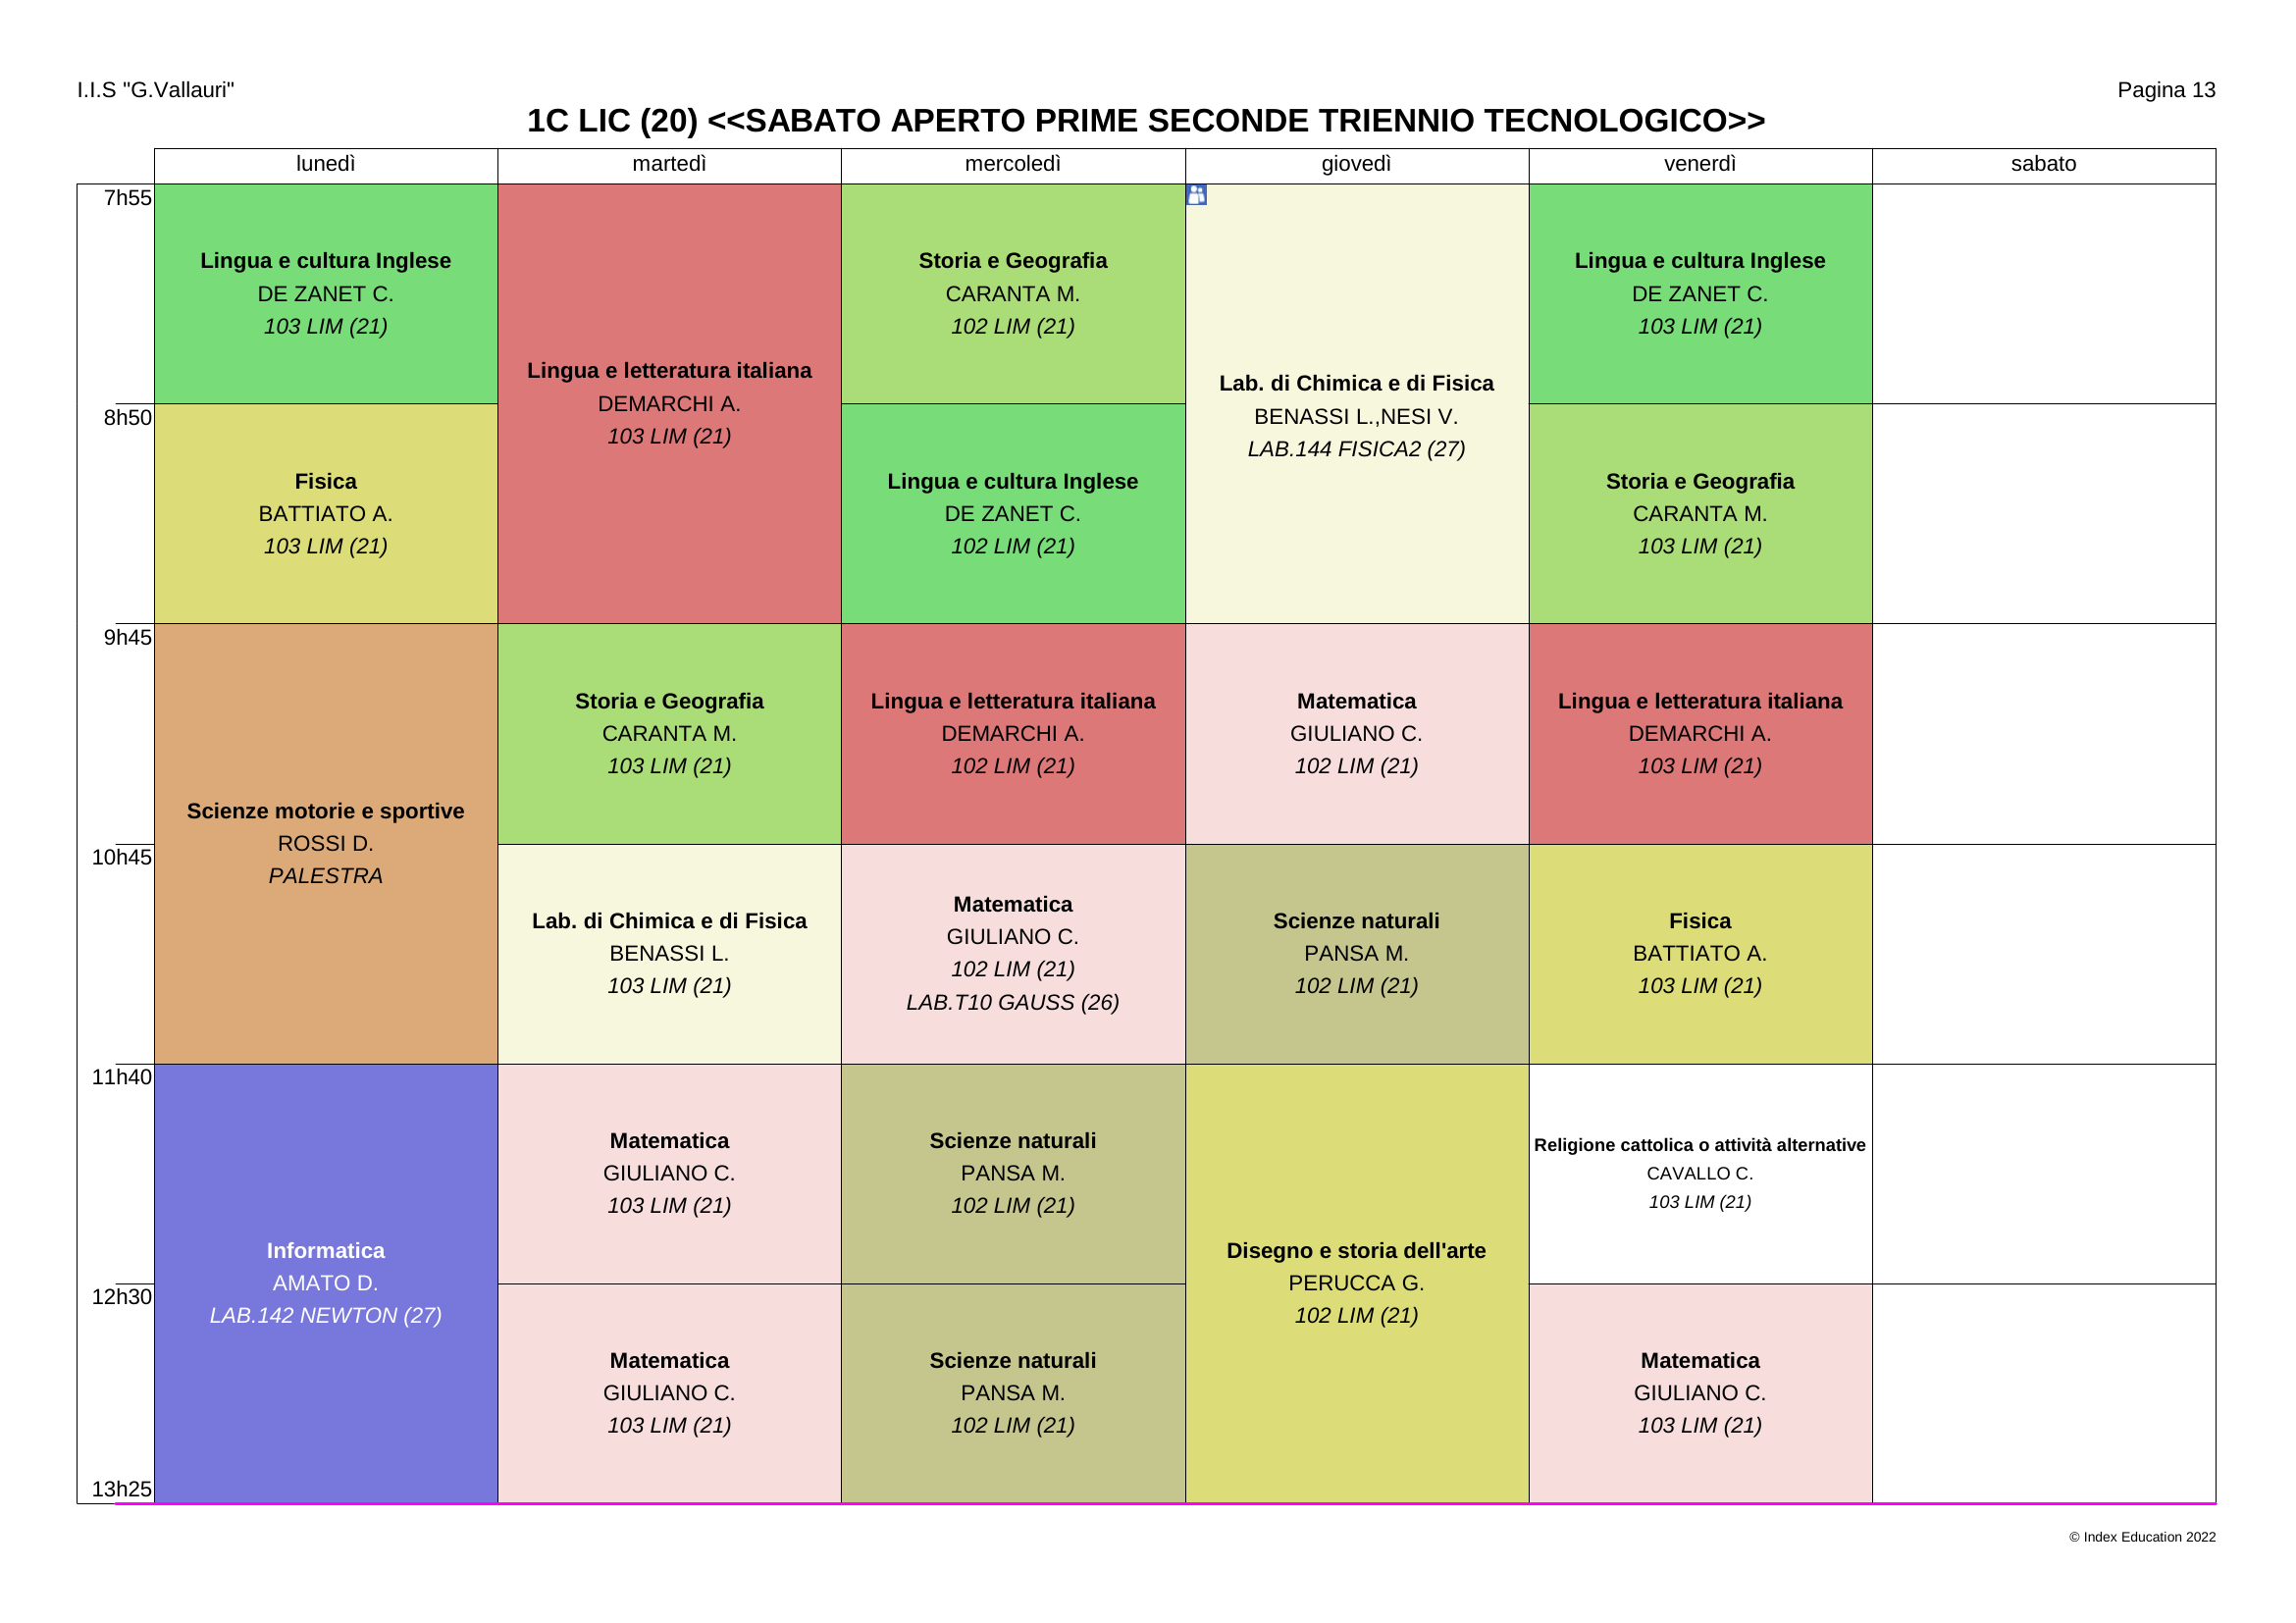 I.I.S "G.Vallauri"
Pagina 13
1C LIC (20) <<SABATO APERTO PRIME SECONDE TRIENNIO TECNOLOGICO>>
lunedì
martedì
mercoledì
giovedì
venerdì
sabato
7h55
8h50
9h45
10h45
11h40
12h30
13h25
Lingua e cultura Inglese
DE ZANET C.
103 LIM (21)
Fisica
BATTIATO A.
103 LIM (21)
Scienze motorie e sportive
ROSSI D.
PALESTRA
Informatica
AMATO D.
LAB.142 NEWTON (27)
Lingua e letteratura italiana
DEMARCHI A.
103 LIM (21)
Storia e Geografia
CARANTA M.
103 LIM (21)
Lab. di Chimica e di Fisica
BENASSI L.
103 LIM (21)
Matematica
GIULIANO C.
103 LIM (21)
Matematica
GIULIANO C.
103 LIM (21)
Storia e Geografia
CARANTA M.
102 LIM (21)
Lingua e cultura Inglese
DE ZANET C.
102 LIM (21)
Lingua e letteratura italiana
DEMARCHI A.
102 LIM (21)
Matematica
GIULIANO C.
102 LIM (21)
LAB.T10 GAUSS (26)
Scienze naturali
PANSA M.
102 LIM (21)
Scienze naturali
PANSA M.
102 LIM (21)
Lab. di Chimica e di Fisica
BENASSI L.,NESI V.
LAB.144 FISICA2 (27)
Matematica
GIULIANO C.
102 LIM (21)
Scienze naturali
PANSA M.
102 LIM (21)
Disegno e storia dell'arte
PERUCCA G.
102 LIM (21)
Lingua e cultura Inglese
DE ZANET C.
103 LIM (21)
Storia e Geografia
CARANTA M.
103 LIM (21)
Lingua e letteratura italiana
DEMARCHI A.
103 LIM (21)
Fisica
BATTIATO A.
103 LIM (21)
Religione cattolica o attività alternative
CAVALLO C.
103 LIM (21)
Matematica
GIULIANO C.
103 LIM (21)
© Index Education 2022